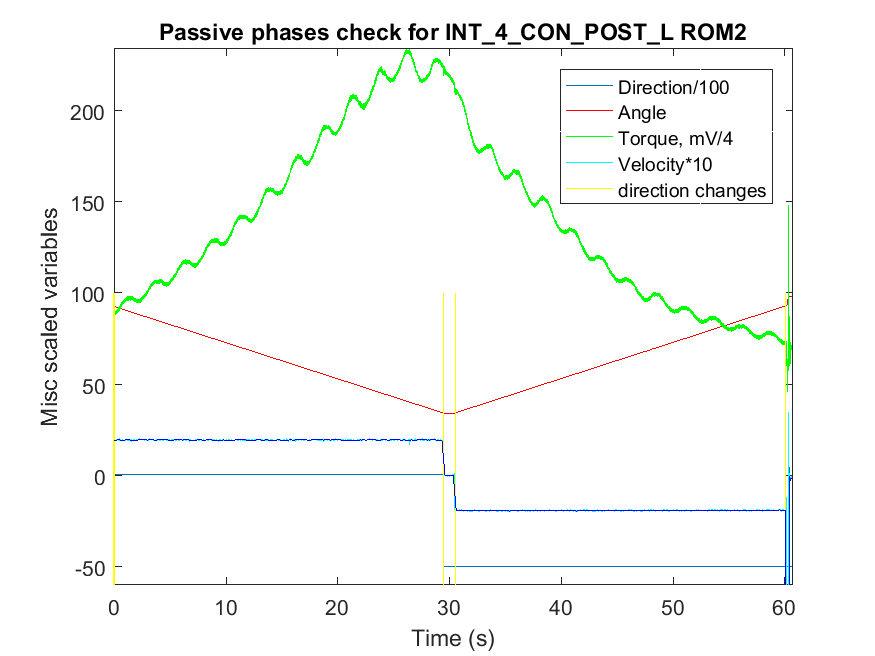 Passive phases check for INT_4_CON_POST_L ROM2
Misc scaled variables
200
150
100
50
0
-50
Direction/100
Angle
Torque, mV/4
Velocity*10
direction changes
0 10 20 30 40 50 60
Time (s)